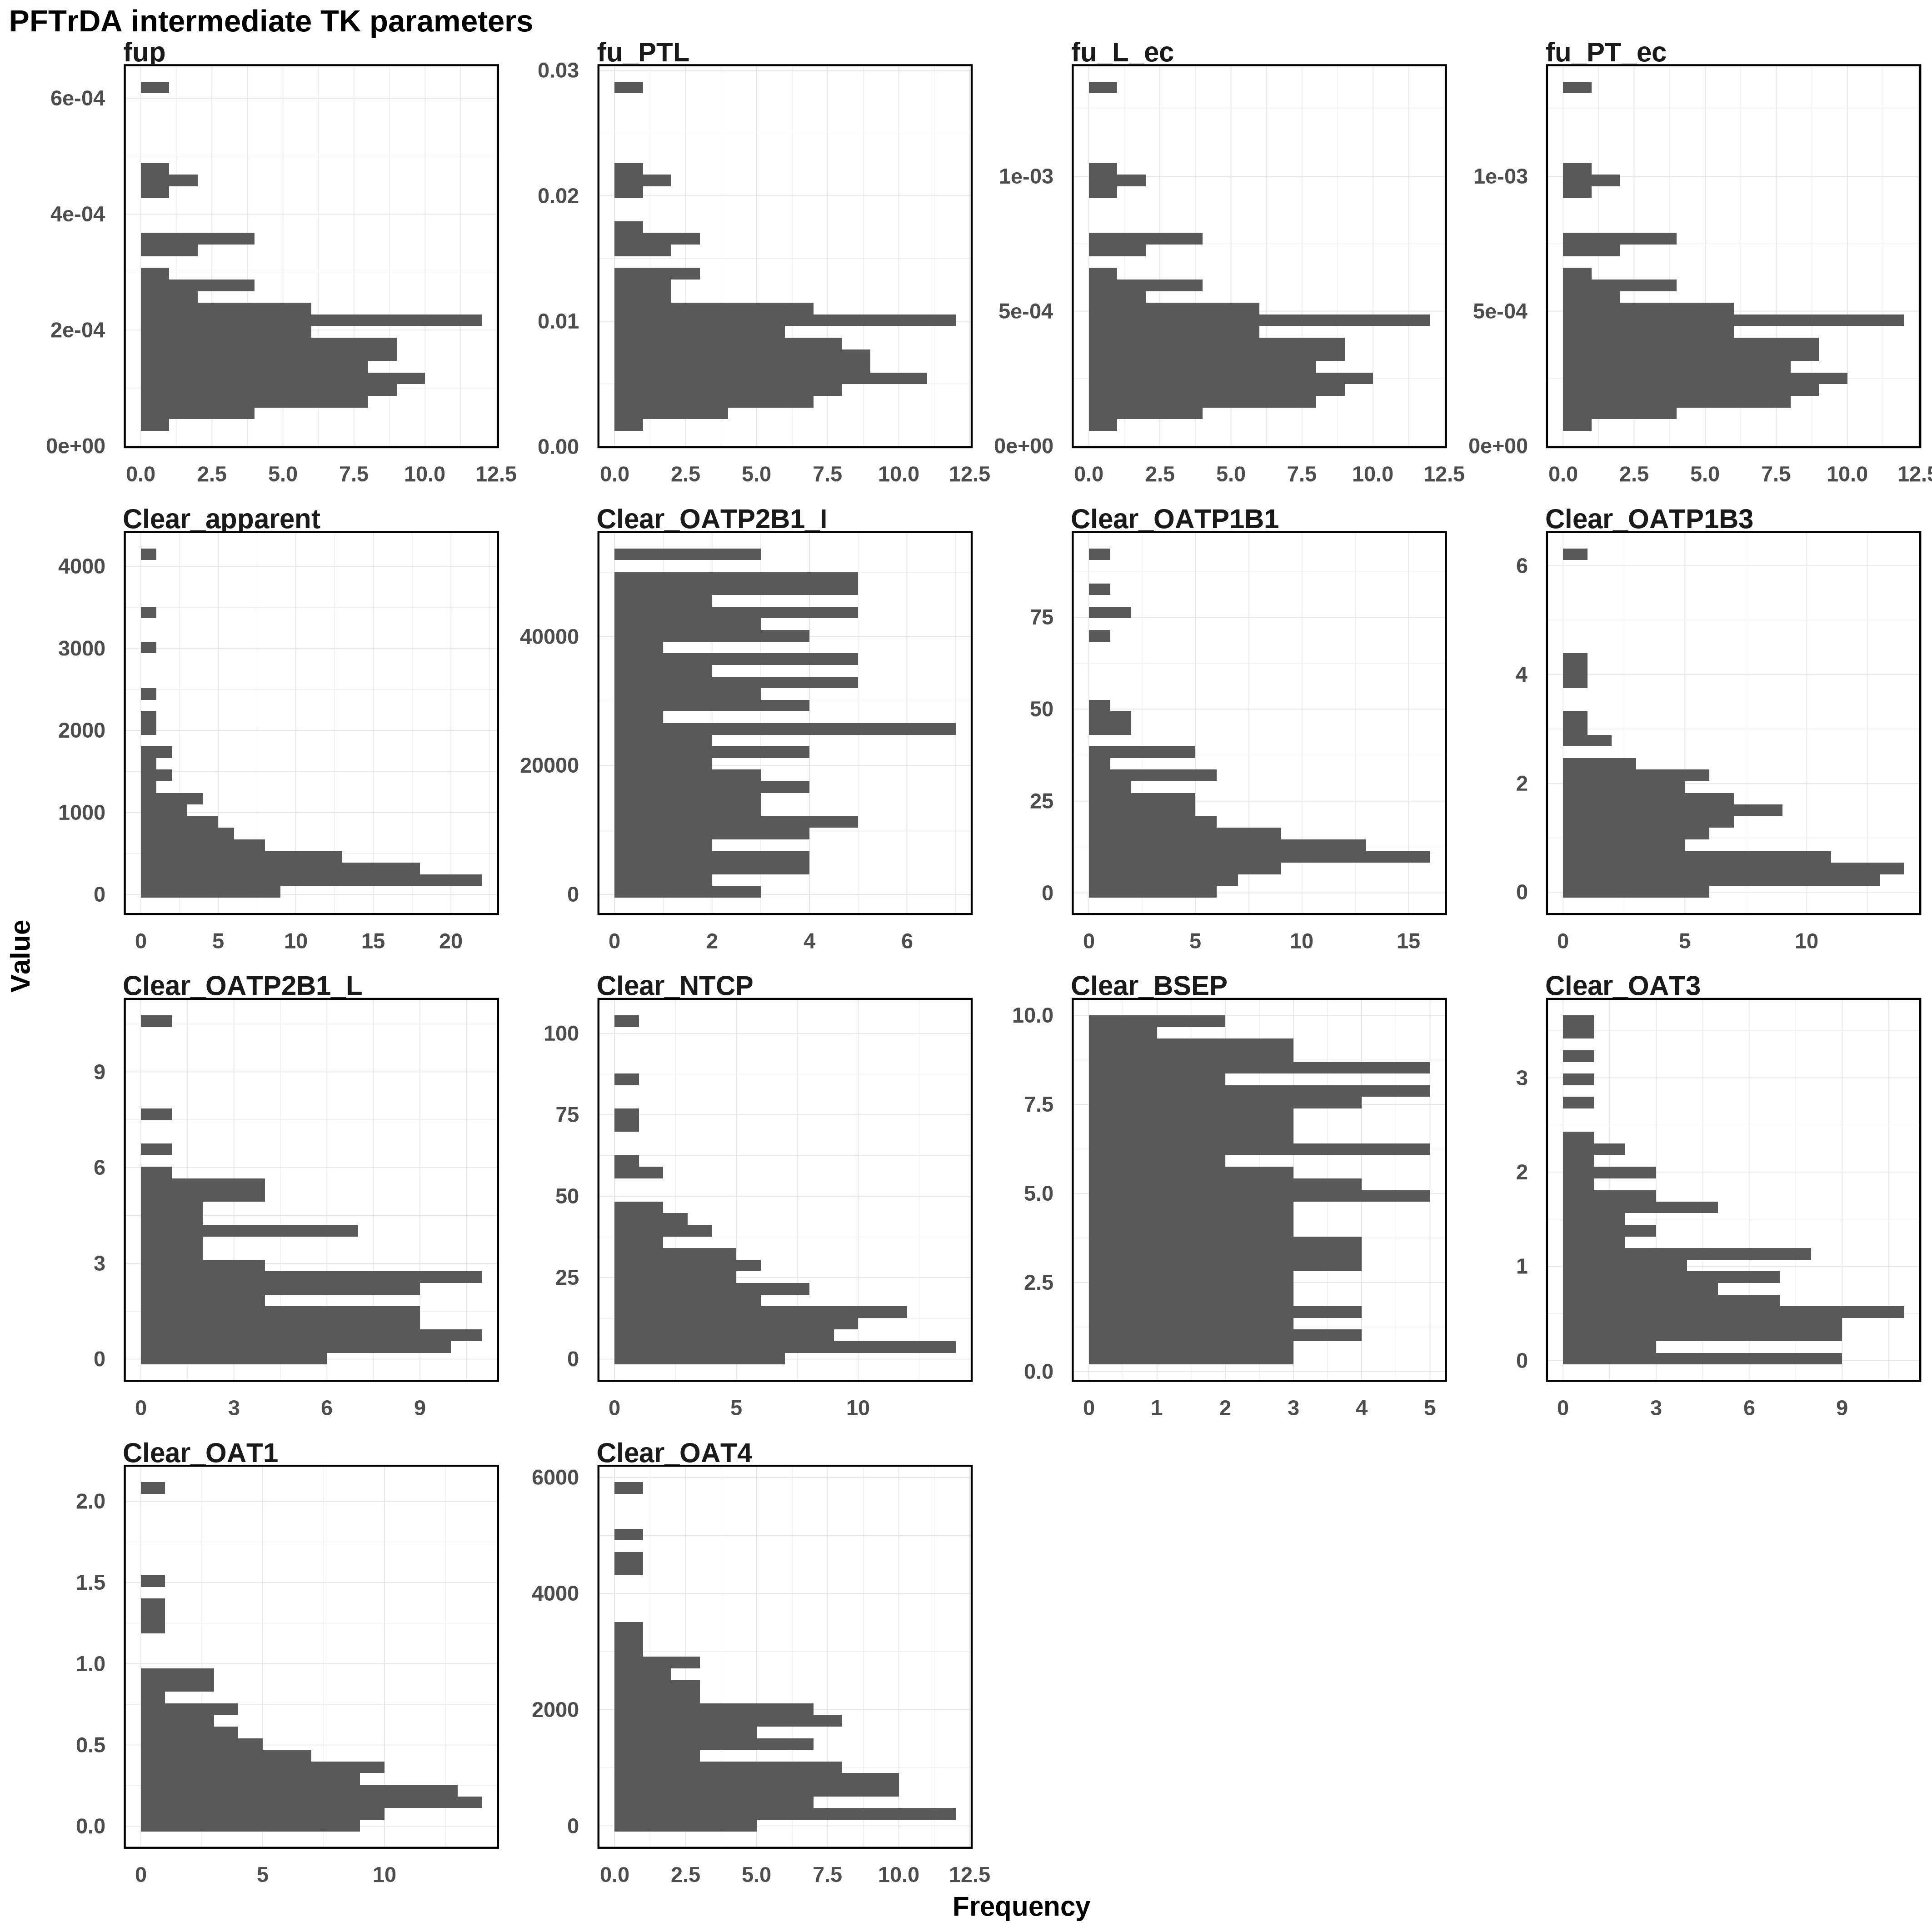 PFTrDA intermediate TK parameters
fup fu_PTL fu_L_ec fu_PT_ec
6e-04
4e-04
2e-04
0e+00
0.0 2.5 5.0 7.5 10.0 12.5
0.03
0.02
0.01
0.00
0.0 2.5 5.0 7.5 10.0 12.5
1e-03
5e-04
0e+00
0.0 2.5 5.0 7.5 10.0 12.5
1e-03
5e-04
0e+00
0.0 2.5 5.0 7.5 10.0 12.5
Clear_apparent Clear_OATP2B1_I Clear_OATP1B1 Clear_OATP1B3
4000
3000
2000
1000
0
0 5 10 15 20
40000
20000
0
0 2 4 6
75
50
25
0
0 5 10 15
6
4
2
0
0 5 10
Value
Clear_OATP2B1_L Clear_NTCP Clear_BSEP Clear_OAT3
9
6
3
0
0 3 6 9
100
75
50
25
0
0 5 10
10.0
7.5
5.0
2.5
0.0
0 1 2 3 4 5
3
2
1
0
0 3 6 9
Clear_OAT1 Clear_OAT4
2.0
1.5
1.0
0.5
0.0
0 5 10
6000
4000
2000
0
0.0 2.5 5.0 7.5 10.0 12.5
Frequency